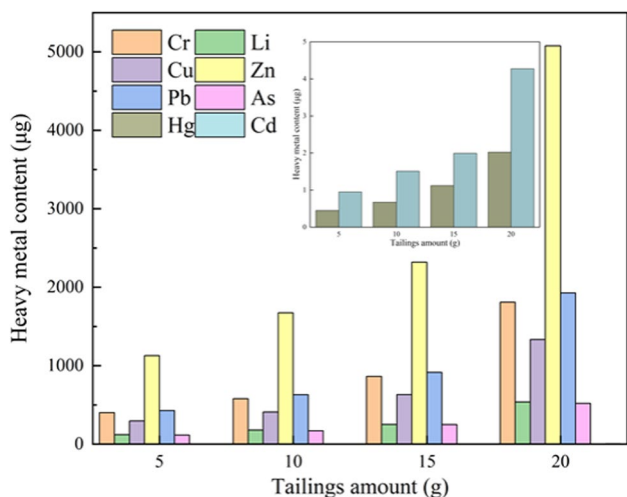 Heavy metal content (μg)
5000
4000
3000
2000
1000
0
Cr Li
Cu Zn
Pb As
Hg Cd
Heavy metal content (μg)
5
4
3
2
1
0
5 10 15 20
Tailings amount (g)
5 10 15 20
Tailings amount (g)